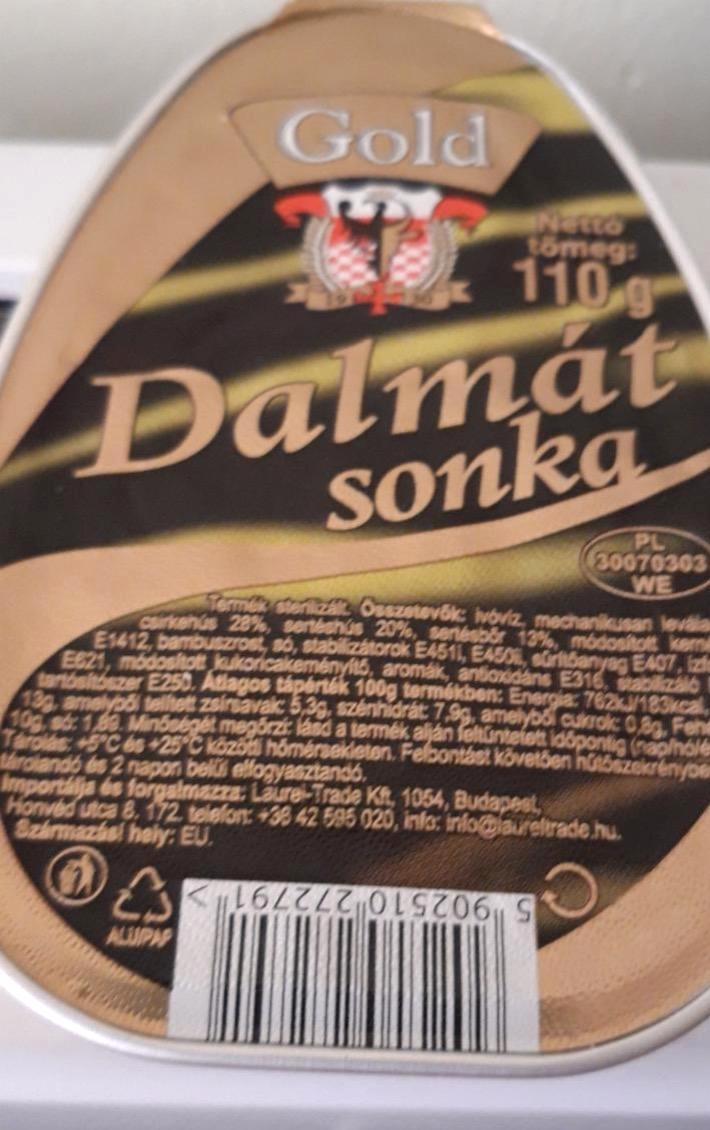 Gold
Nettó
tömeg:
110 g
19 90
Dalmát
sonka
PL
30070303
WE
Termék sterilizált. Összetevők: ivóvíz, mechanikusan
csirkehús 28%, sertéshús 20%, sertésbőr 13%, módosított
E1412, bambuszrost, só, stabilizátorok E451i, E450ii, sűrítőanyag E407,
E621, módosított kukoricakeményítő, aromák, antioxidáns E316, stabilizáló
tartósítószer E250. Átlagos tápérték 100g termékben: Energia: 762kJ/183kcal,
13g, amelyből telített zsírsavak: 5,3g, szénhidrát: 7,9g, amelyből cukrok: 0,8g,
10g, só: Minőségét megőrzi: lásd a termék alján feltüntetett időpontig
Tárolás: +5°C és +25°C közötti hőmérsékleten. Felbontást követően
tárolandó és 2 napon belül elfogyasztandó.
Importálja és forgalmazza: Laurel-Trade Kft, 1054, Budapest,
Honvéd utca 8. 172. telefon: +36 42 595 020, info: info@laureltrade.hu.
Származási hely: EU.
ALUPAP
5 902510 272791 >